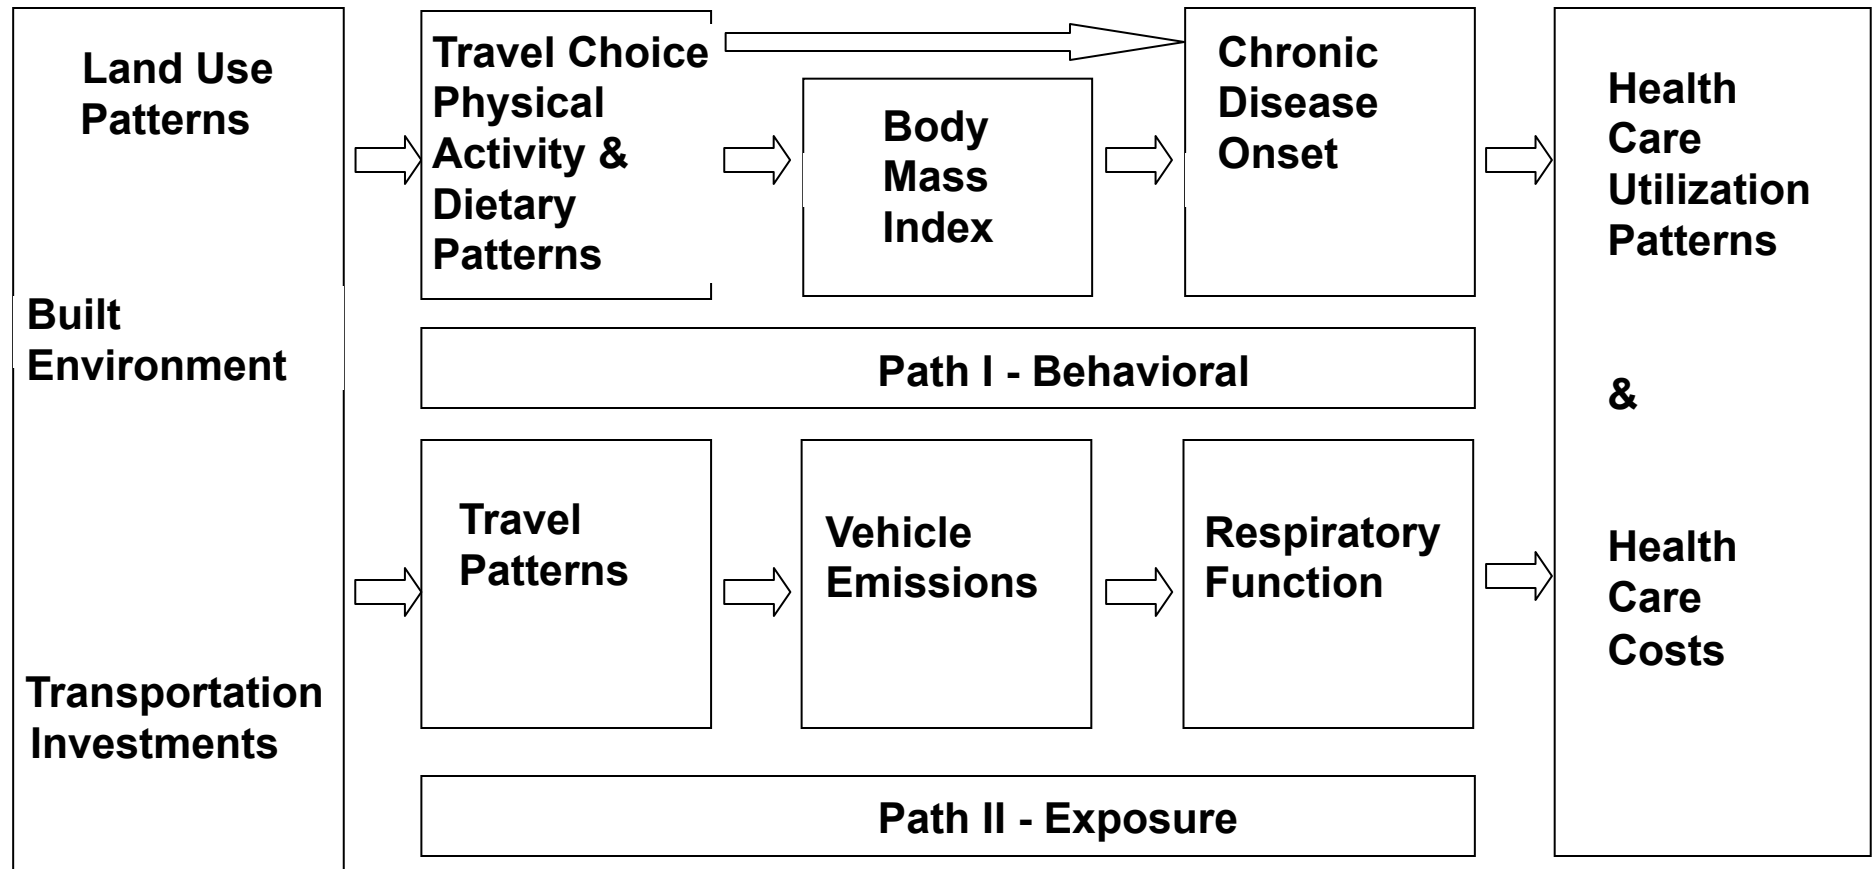 Land Use
Patterns
Built
Environment
Transportation
Investments
Travel Choice
Physical
Activity &
Dietary
Patterns
Body
Mass
Index
Chronic
Disease
Onset
Path I - Behavioral
Travel
Patterns
Vehicle
Emissions
Respiratory
Function
Path II - Exposure
Health
Care
Utilization
Patterns
&
Health
Care
Costs